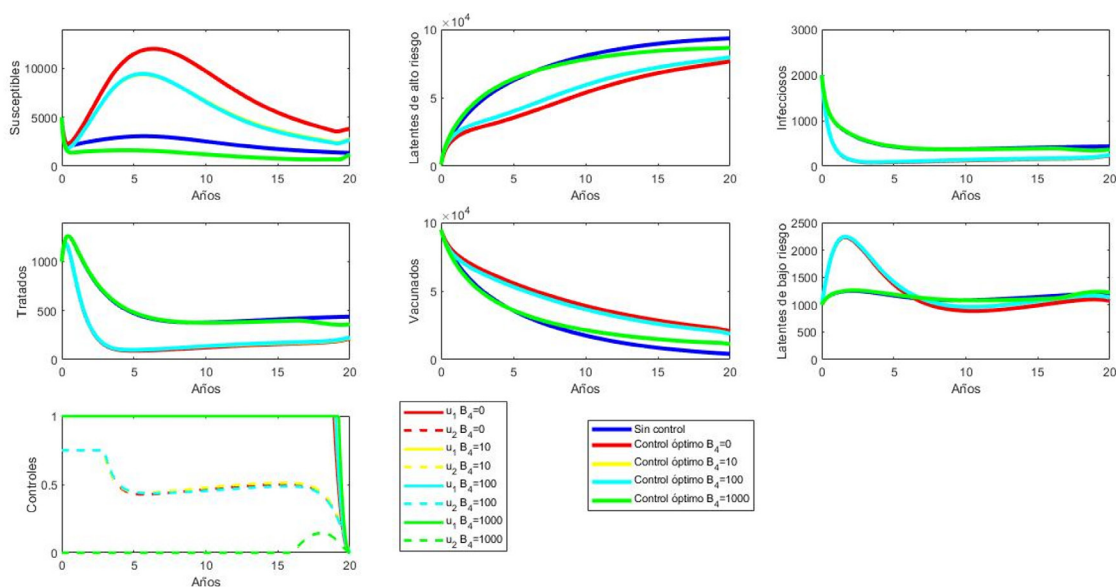 Susceptibles
10000
5000
0
0
5
10
15
20
Años
Latentes de alto riesgo
×10⁴
10
5
0
0
5
10
15
20
Años
Infecciosos
3000
2000
1000
0
0
5
10
15
20
Años
Tratados
1000
500
0
0
5
10
15
20
Años
Vacunados
×10⁴
10
5
0
0
5
10
15
20
Años
Latentes de bajo riesgo
2500
2000
1500
1000
500
0
0
5
10
15
20
Años
Controles
1
0.5
0
0
5
10
15
20
Años
u₁ B₄=0
u₂ B₄=0
u₁ B₄=10
u₂ B₄=10
u₁ B₄=100
u₂ B₄=100
u₁ B₄=1000
u₂ B₄=1000
Sin control
Control óptimo B₄=0
Control óptimo B₄=10
Control óptimo B₄=100
Control óptimo B₄=1000